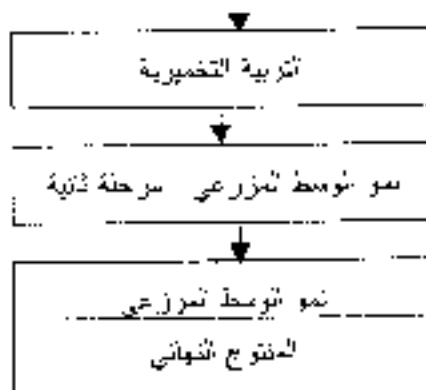 التربية التخميرية
نمو الوسط المزرعي مرحلة ثانية
نمو الوسط المزرعي
المنتوج النهائي